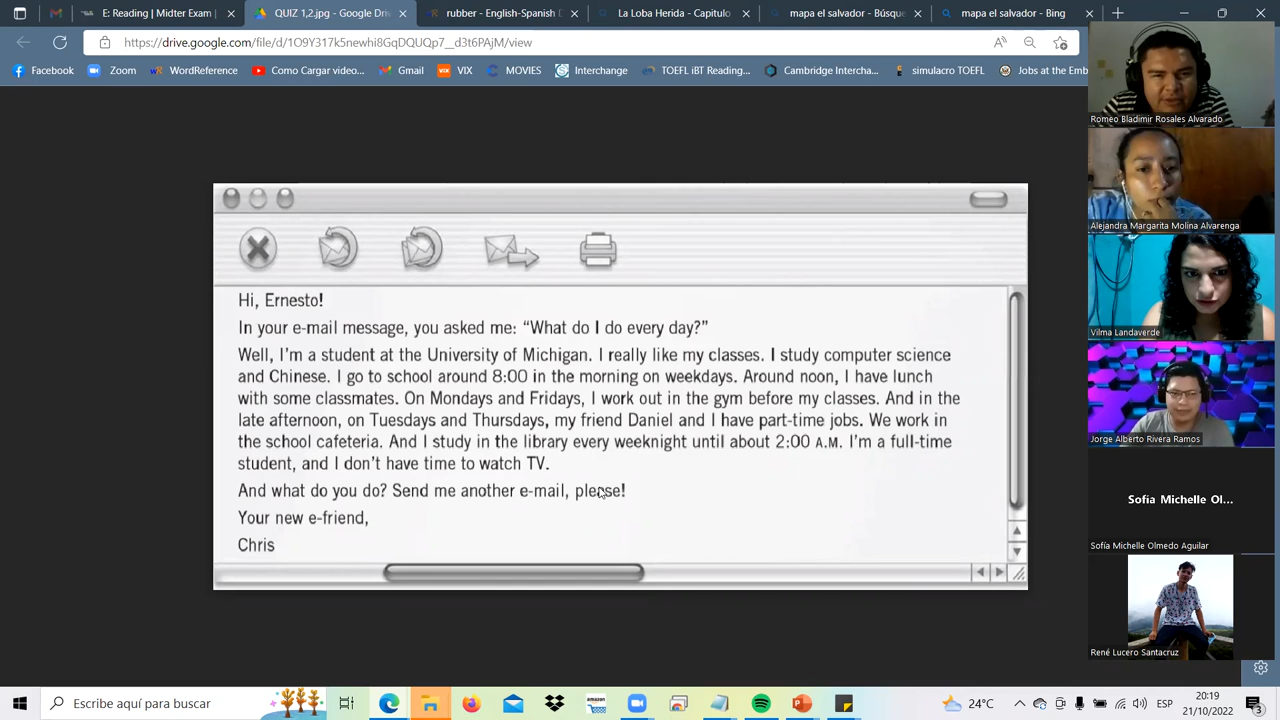 E: Reading | Midter Exam |
QUIZ 1,2.jpg - Google Driv
rubber - English-Spanish E
La Loba Herida - Capítulo
mapa el salvador - Búsque
mapa el salvador - Bing
https://drive.google.com/file/d/1O9Y317k5newhi8GqDQUQp7__d3t6PAjM/view
Facebook
Zoom
WordReference
Como Cargar video...
Gmail
VIX
MOVIES
Interchange
TOEFL iBT Reading...
Cambridge Intercha...
simulacro TOEFL
Jobs at the Emb
Hi, Ernesto!
In your e-mail message, you asked me: “What do I do every day?”
Well, I'm a student at the University of Michigan. I really like my classes. I study computer science
and Chinese. I go to school around 8:00 in the morning on weekdays. Around noon, I have lunch
with some classmates. On Mondays and Fridays, I work out in the gym before my classes. And in the
late afternoon, on Tuesdays and Thursdays, my friend Daniel and I have part-time jobs. We work in
the school cafeteria. And I study in the library every weeknight until about 2:00 A.M. I'm a full-time
student, and I don't have time to watch TV.
And what do you do? Send me another e-mail, please!
Your new e-friend,
Chris
Romeo Bladimir Rosales Alvarado
Alejandra Margarita Molina Alvarenga
Vilma Landaverde
Jorge Alberto Rivera Ramos
Sofía Michelle Ol...
Sofía Michelle Olmedo Aguilar
René Lucero Santacruz
Escribe aquí para buscar
amazon
24°C
ESP
20:19
21/10/2022
3